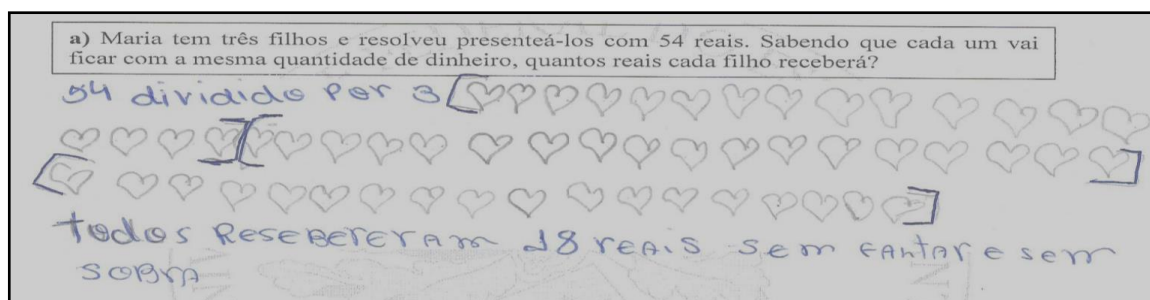 a) Maria tem três filhos e resolveu presenteá-los com 54 reais. Sabendo que cada um vai
ficar com a mesma quantidade de dinheiro, quantos reais cada filho receberá?
54 dividido por 3
todos RESEBERERAM 18 reais sem fAntAr e sem
SOBrA